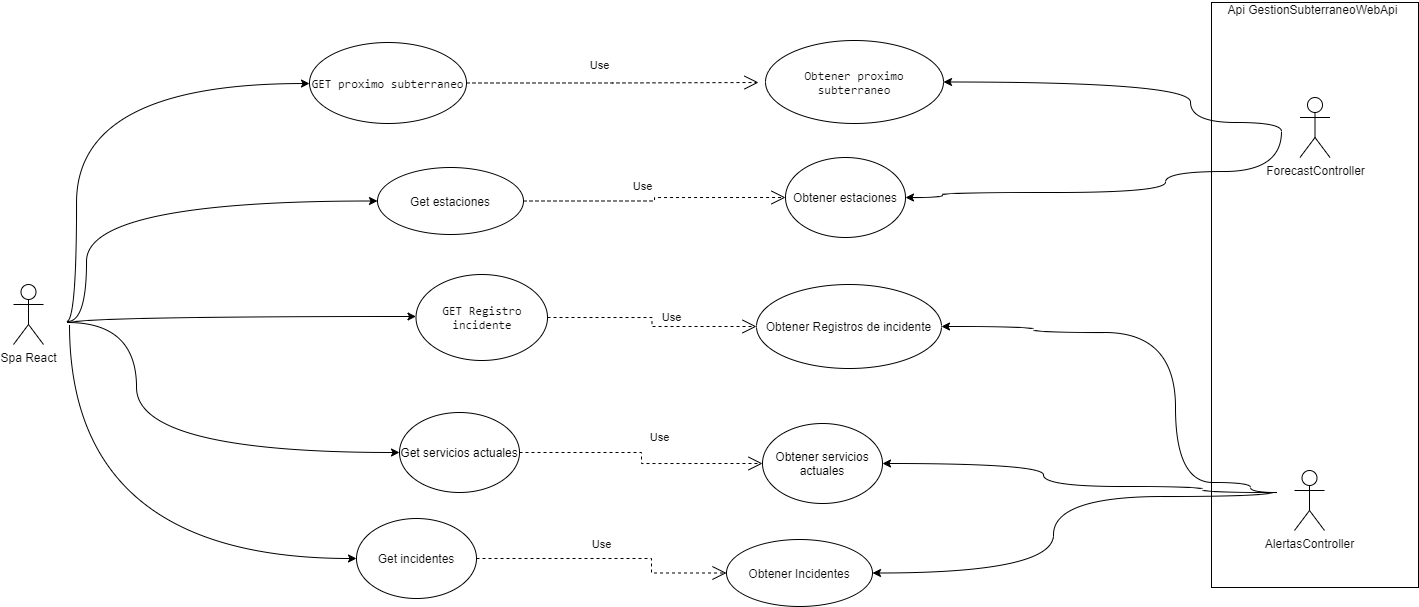 Api GestionSubterraneoWebApi
GET proximo subterraneo
Use
Obtener proximo
subterraneo
ForecastController
Get estaciones
Use
Obtener estaciones
Spa React
GET Registro
incidente
Use
Obtener Registros de incidente
Get servicios actuales
Use
Obtener servicios
actuales
AlertasController
Get incidentes
Use
Obtener Incidentes